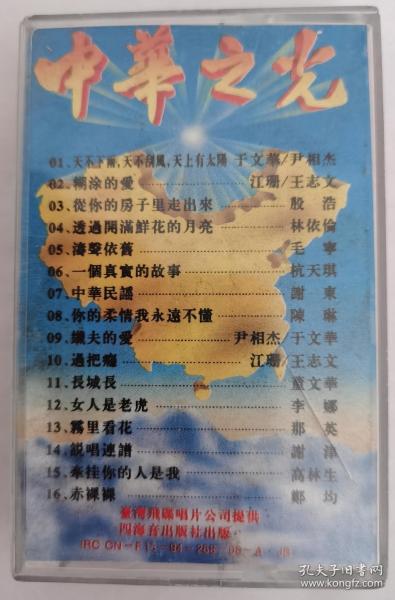 中華之光
01、天不下雨,天不刮風,天上有太陽 于文華/尹相杰
02、糊涂的愛 江珊/王志文
03、從你的房子里走出來 殷浩
04、透過開滿鮮花的月亮 林依倫
05、濤聲依舊 毛寧
06、一個真實的故事 杭天琪
07、中華民謠 謝東
08、你的柔情我永遠不懂 陳琳
09、纖夫的愛 尹相杰/于文華
10、過把癮 江珊/王志文
11、長城長 董文華
12、女人是老虎 李娜
13、霧里看花 那英
14、説唱連譜 謝津
15、牽挂你的人是我 高林生
16、赤裸裸 鄭均
臺灣飛碟唱片公司提供
四海音出版社出版
孔夫子旧书网
kongfz.com